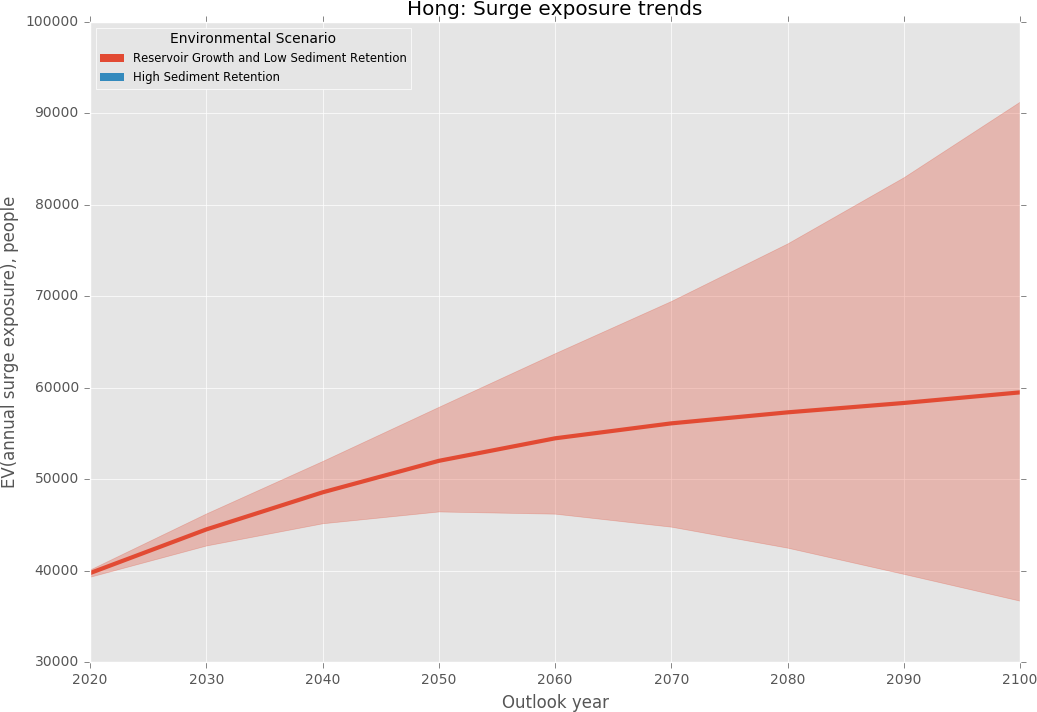 Hong: Surge exposure trends
100000
90000
80000
70000
60000
50000
40000
30000
EV(annual surge exposure), people
Environmental Scenario
Reservoir Growth and Low Sediment Retention
High Sediment Retention
2020 2030 2040 2050 2060 2070 2080 2090 2100
Outlook year